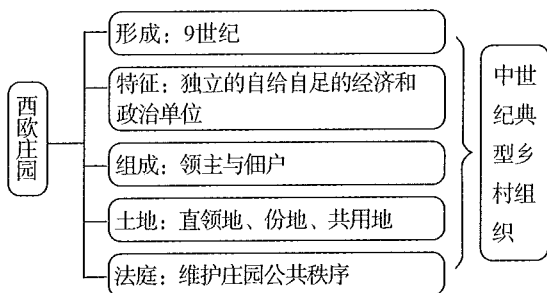 西欧庄园
形成：9世纪
特征：独立的自给自足的经济和
政治单位
组成：领主与佃户
土地：直领地、份地、共用地
法庭：维护庄园公共秩序
中世
纪典
型乡
村组
织